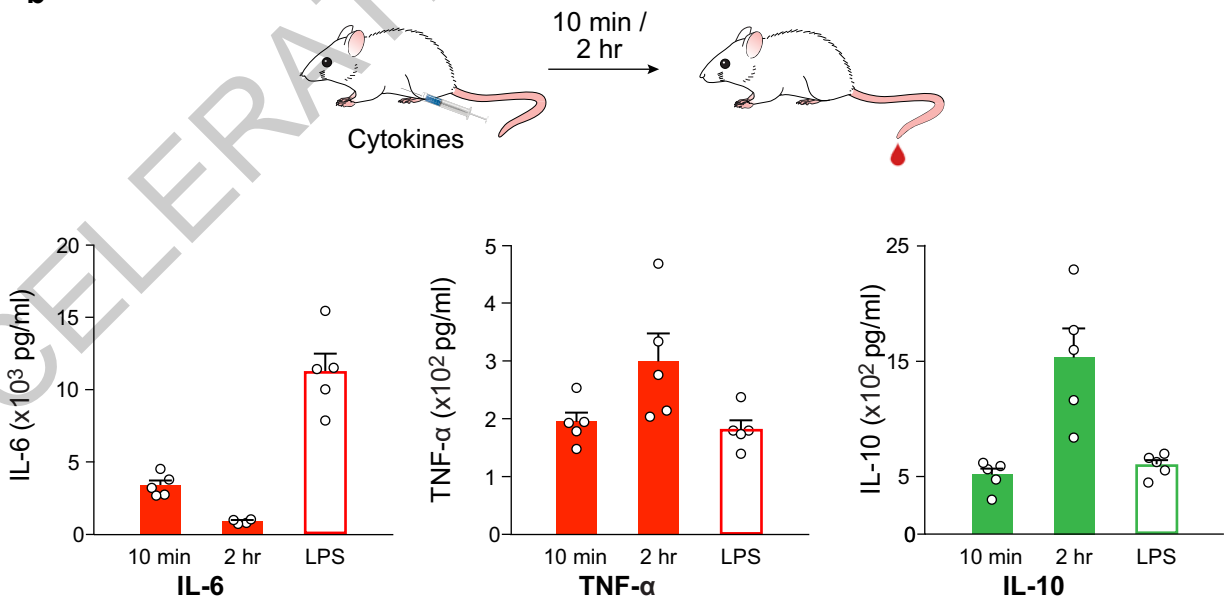 b
10 min /
2 hr
Cytokines
CELERAT
IL-6 (x10³ pg/ml)
20
15
10
5
0
10 min 2 hr LPS
IL-6
TNF-α (x10² pg/ml)
5
4
3
2
1
0
10 min 2 hr LPS
TNF-α
IL-10 (x10² pg/ml)
25
15
5
0
10 min 2 hr LPS
IL-10